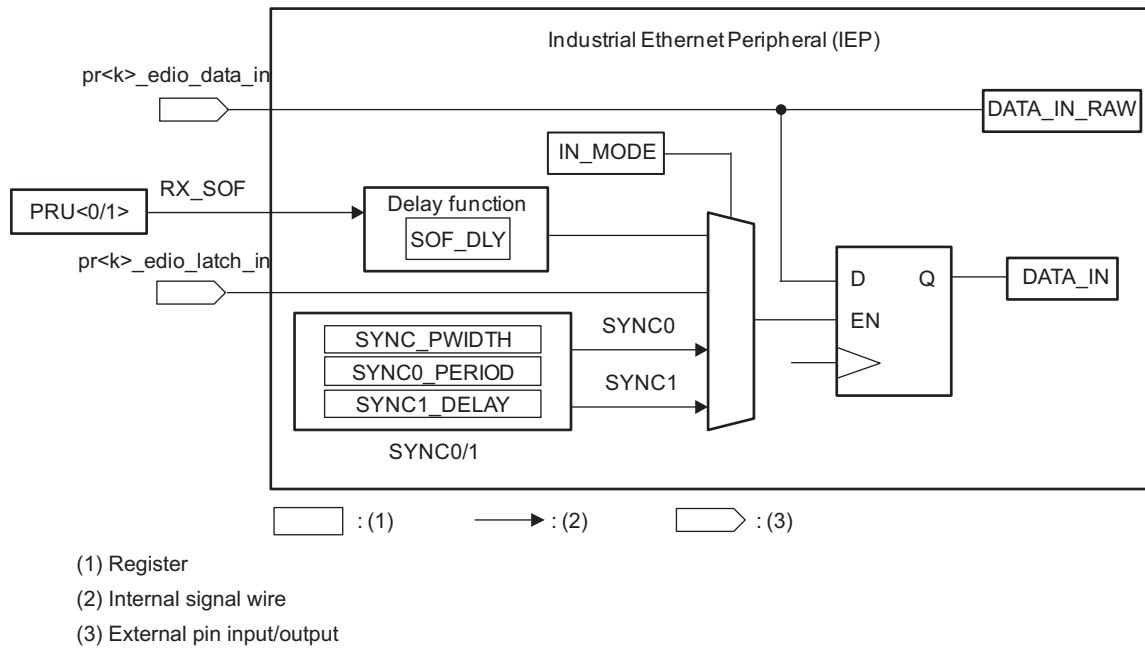 Industrial Ethernet Peripheral (IEP)
pr<k>_edio_data_in
DATA_IN_RAW
IN_MODE
RX_SOF
PRU<0/1>
Delay function
SOF_DLY
pr<k>_edio_latch_in
D Q
DATA_IN
EN
SYNC0
SYNC_PWIDTH
SYNC0_PERIOD
SYNC1
SYNC1_DELAY
SYNC0/1
: (1) : (2) : (3)
(1) Register
(2) Internal signal wire
(3) External pin input/output